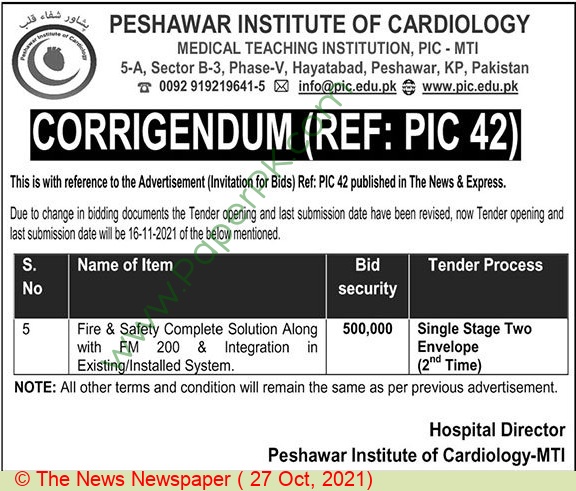 پشاور شفاء قلب
Peshawar Institute of Cardiology
PESHAWAR INSTITUTE OF CARDIOLOGY
MEDICAL TEACHING INSTITUTION, PIC - MTI
5-A, Sector B-3, Phase-V, Hayatabad, Peshawar, KP, Pakistan
0092 919219641-5 info@pic.edu.pk www.pic.edu.pk
CORRIGENDUM (REF: PIC 42)
This is with reference to the Advertisement (Invitation for Bids) Ref: PIC 42 published in The News & Express.
Due to change in bidding documents the Tender opening and last submission date have been revised, now Tender opening and
last submission date will be 16-11-2021 of the below mentioned.
S. No Name of Item Bid security Tender Process
5 Fire & Safety Complete Solution Along with FM 200 & Integration in Existing/Installed System. 500,000 Single Stage Two Envelope (2nd Time)
NOTE: All other terms and condition will remain the same as per previous advertisement.
Hospital Director
Peshawar Institute of Cardiology-MTI
www.PaperPk.com
© The News Newspaper ( 27 Oct, 2021)